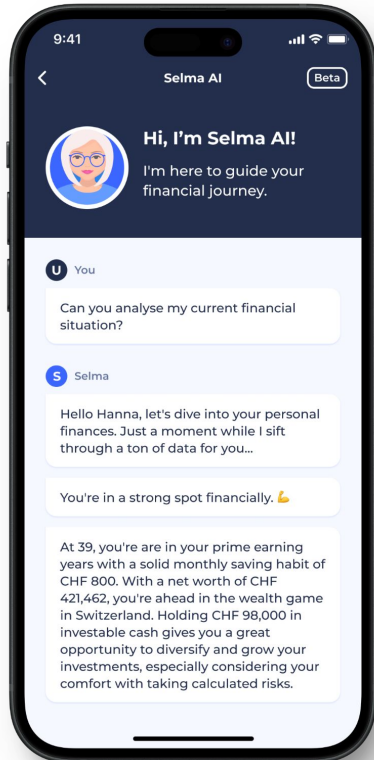 9:41
Selma AI
Beta
Hi, I'm Selma AI!
I'm here to guide your
financial journey.
U You
Can you analyse my current financial
situation?
S Selma
Hello Hanna, let's dive into your personal
finances. Just a moment while I sift
through a ton of data for you...
You're in a strong spot financially. 💪
At 39, you're are in your prime earning
years with a solid monthly saving habit of
CHF 800. With a net worth of CHF
421,462, you're ahead in the wealth game
in Switzerland. Holding CHF 98,000 in
investable cash gives you a great
opportunity to diversify and grow your
investments, especially considering your
comfort with taking calculated risks.